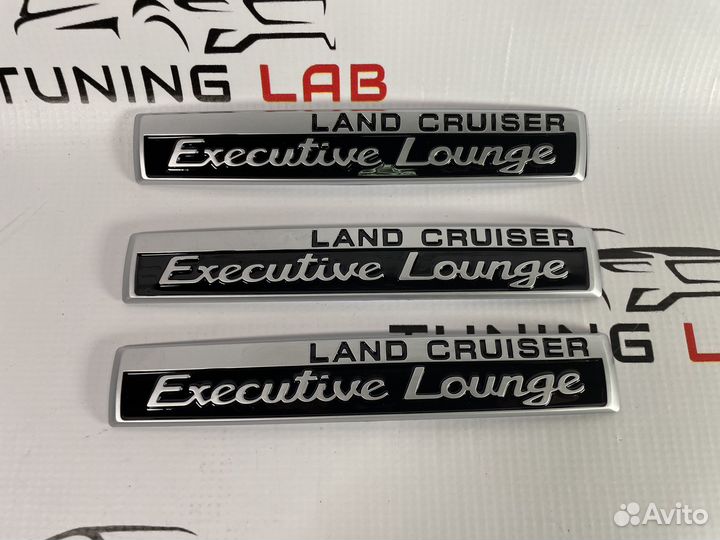 TUNING LAB
LAND CRUISER
Executive Lounge
LAND CRUISER
Executive Lounge
TUNING LAB
LAND CRUISER
Executive Lounge
Avito